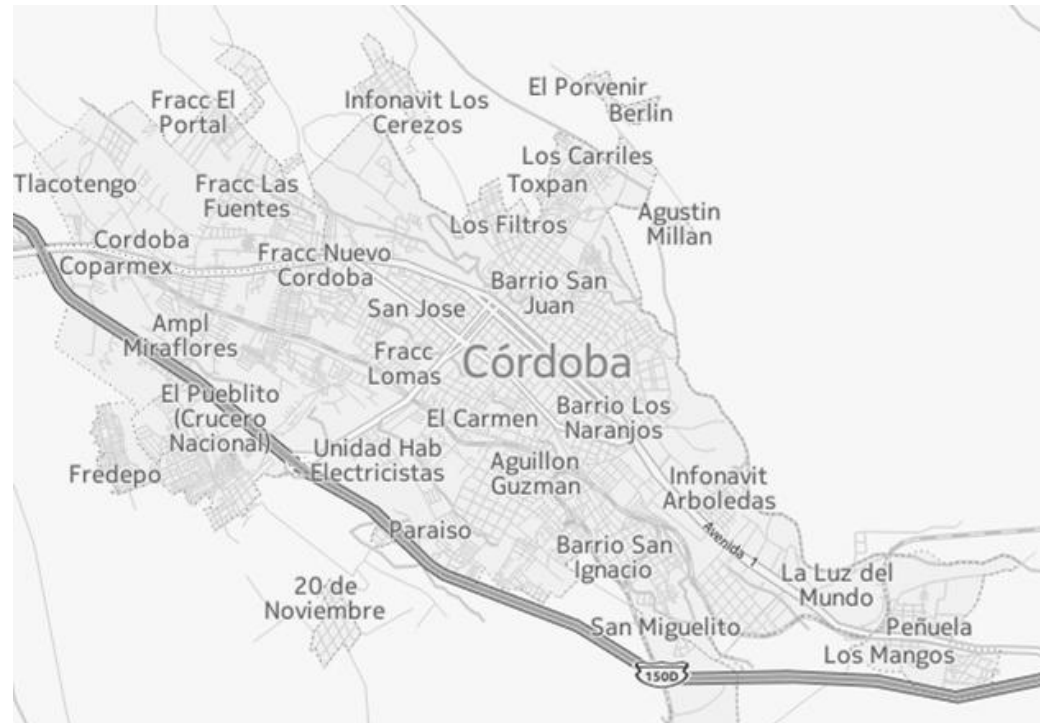 El Porvenir
Berlin
Fracc El
Portal
Infonavit Los
Cerezos
Los Carriles
Toxpan
Tlacotengo
Fracc Las
Fuentes
Los Filtros
Agustin
Millan
Cordoba
Coparmex
Fracc Nuevo
Cordoba
Barrio San
Juan
San Jose
Ampl
Miraflores
Fracc
Lomas
Córdoba
El Pueblito
(Crucero
Nacional)
El Carmen
Barrio Los
Naranjos
Unidad Hab
Electricistas
Fredepo
Aguillon
Guzman
Infonavit
Arboledas
Paraiso
Avenida 1
Barrio San
Ignacio
20 de
Noviembre
La Luz del
Mundo
San Miguelito
Peñuela
Los Mangos
150D